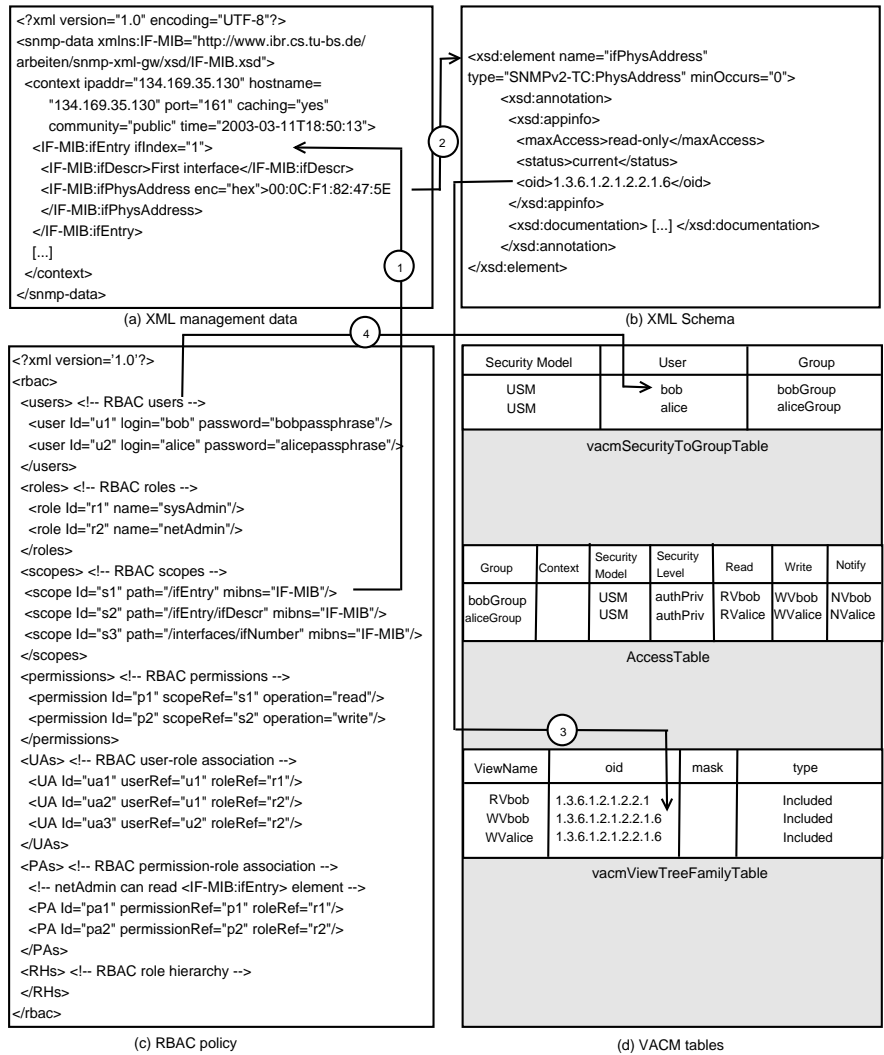 <?xml version="1.0" encoding="UTF-8"?>
<snmp-data xmlns:IF-MIB="http://www.ibr.cs.tu-bs.de/
arbeiten/snmp-xml-gw/xsd/IF-MIB.xsd">
<context ipaddr="134.169.35.130" hostname=
"134.169.35.130" port="161" caching="yes"
community="public" time="2003-03-11T18:50:13">
<IF-MIB:ifEntry ifIndex="1">
<IF-MIB:ifDescr>First interface</IF-MIB:ifDescr>
<IF-MIB:ifPhysAddress enc="hex">00:0C:F1:82:47:5E
</IF-MIB:ifPhysAddress>
</IF-MIB:ifEntry>
[...]
</context>
</snmp-data>
(a) XML management data
2
1
<xsd:element name="ifPhysAddress"
type="SNMPv2-TC:PhysAddress" minOccurs="0">
<xsd:annotation>
<xsd:appinfo>
<maxAccess>read-only</maxAccess>
<status>current</status>
<oid>1.3.6.1.2.1.2.2.1.6</oid>
</xsd:appinfo>
<xsd:documentation> [...] </xsd:documentation>
</xsd:annotation>
</xsd:element>
(b) XML Schema
4
<?xml version='1.0'?>
<rbac>
<users> <!-- RBAC users -->
<user Id="u1" login="bob" password="bobpassphrase"/>
<user Id="u2" login="alice" password="alicepassphrase"/>
</users>
<roles> <!-- RBAC roles -->
<role Id="r1" name="sysAdmin"/>
<role Id="r2" name="netAdmin"/>
</roles>
<scopes> <!-- RBAC scopes -->
<scope Id="s1" path="/ifEntry" mibns="IF-MIB"/>
<scope Id="s2" path="/ifEntry/ifDescr" mibns="IF-MIB"/>
<scope Id="s3" path="/interfaces/ifNumber" mibns="IF-MIB"/>
</scopes>
<permissions> <!-- RBAC permissions -->
<permission Id="p1" scopeRef="s1" operation="read"/>
<permission Id="p2" scopeRef="s2" operation="write"/>
</permissions>
<UAs> <!-- RBAC user-role association -->
<UA Id="ua1" userRef="u1" roleRef="r1"/>
<UA Id="ua2" userRef="u1" roleRef="r2"/>
<UA Id="ua3" userRef="u2" roleRef="r2"/>
</UAs>
<PAs> <!-- RBAC permission-role association -->
<!-- netAdmin can read <IF-MIB:ifEntry> element -->
<PA Id="pa1" permissionRef="p1" roleRef="r1"/>
<PA Id="pa2" permissionRef="p2" roleRef="r2"/>
</PAs>
<RHs> <!-- RBAC role hierarchy -->
</RHs>
</rbac>
(c) RBAC policy
Security Model User Group
USM bob bobGroup
USM alice aliceGroup
vacmSecurityToGroupTable
Group Context Security Model Security Level Read Write Notify
bobGroup USM authPriv RVbob WVbob NVbob
aliceGroup USM authPriv RValice WValice NValice
AccessTable
3
ViewName oid mask type
RVbob 1.3.6.1.2.1.2.2.1 Included
WVbob 1.3.6.1.2.1.2.2.1.6 Included
WValice 1.3.6.1.2.1.2.2.1.6 Included
vacmViewTreeFamilyTable
(d) VACM tables